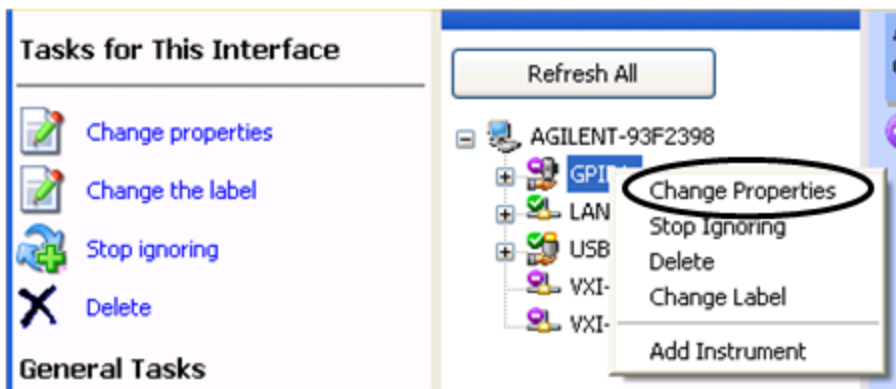 Tasks for This Interface
Change properties
Change the label
Stop ignoring
Delete
General Tasks
Refresh All
AGILENT-93F2398
LAN
USB
VXI-
VXI-
Change Properties
Stop Ignoring
Delete
Change Label
Add Instrument